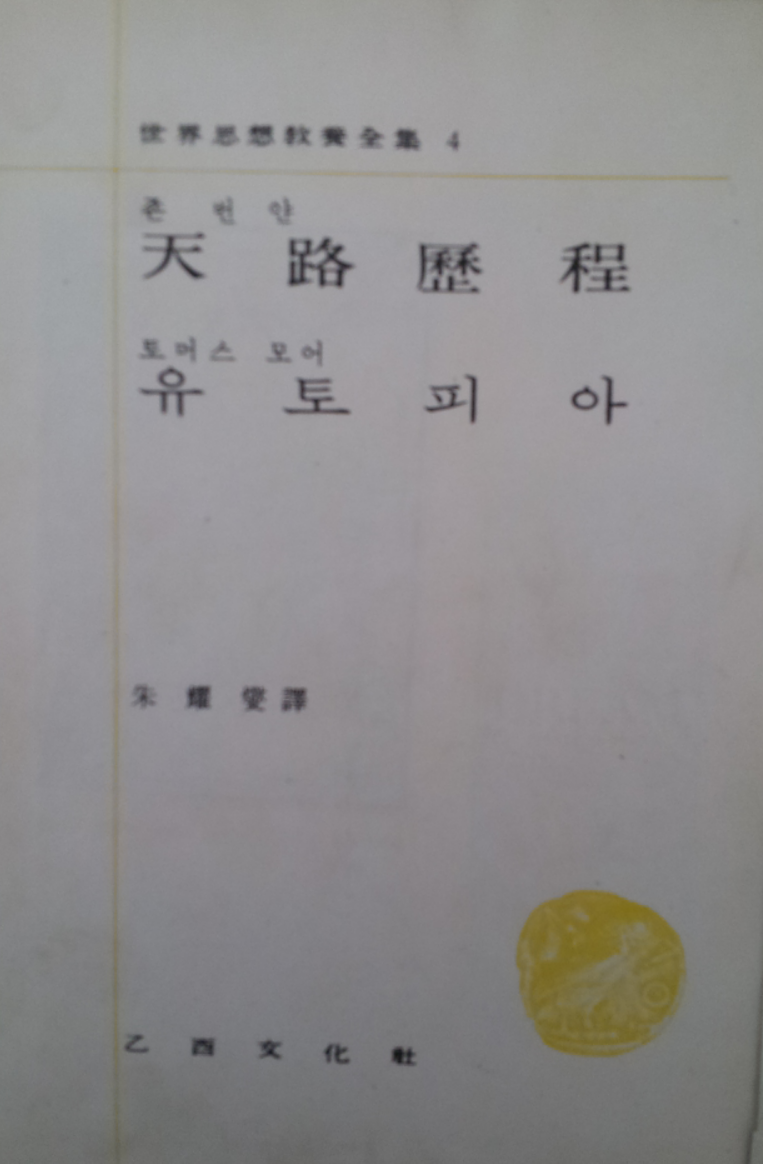 世界思想敎養全集 4
존 번얀
天路歷程
토머스 모어
유토피아
朱耀燮譯
乙酉文化社